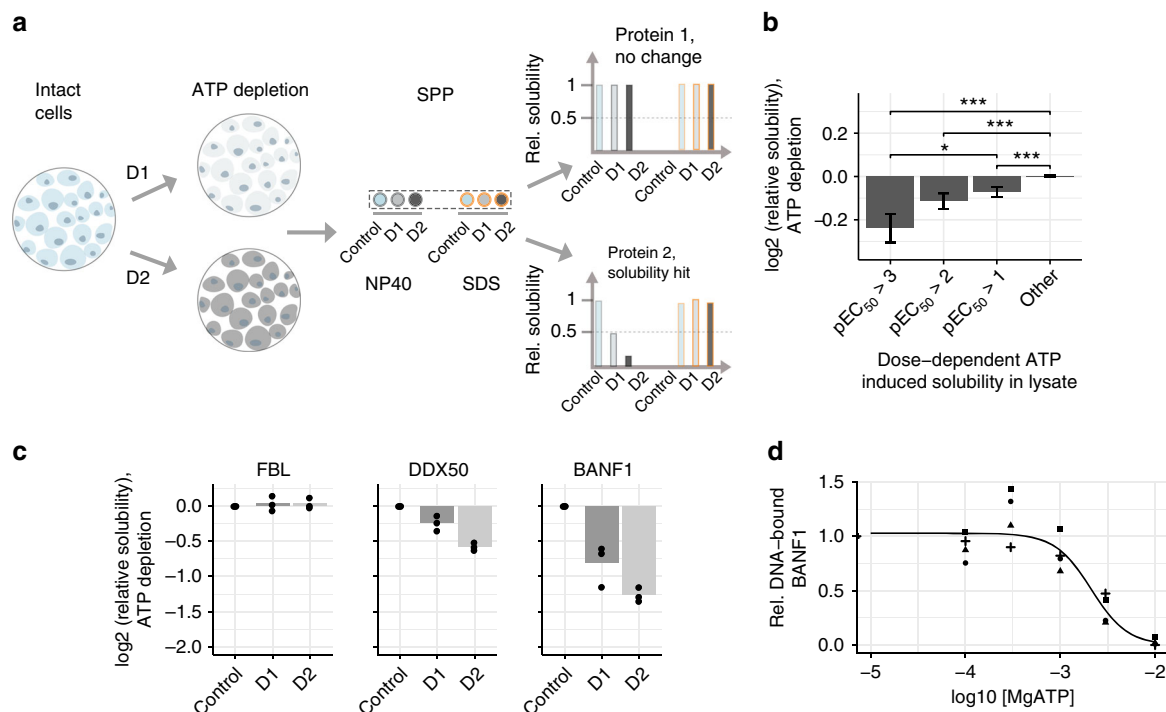 a
Intact
cells
ATP depletion
D1
D2
SPP
Control
D1
D2
Control
D1
D2
NP40
SDS
Protein 1,
no change
Rel. solubility
1
0.5
Control
D1
D2
Control
D1
D2
Protein 2,
solubility hit
Rel. solubility
1
0.5
Control
D1
D2
Control
D1
D2
b
log2 (relative solubility),
ATP depletion
0.2
0.0
−0.2
***
***
*
***
pEC50 > 3
pEC50 > 2
pEC50 > 1
Other
Dose−dependent ATP
induced solubility in lysate
c
log2 (relative solubility),
ATP depletion
FBL
DDX50
BANF1
0.0
−0.5
−1.0
−1.5
−2.0
Control
D1
D2
Control
D1
D2
Control
D1
D2
d
Rel. DNA−bound
BANF1
1.5
1.0
0.5
0.0
−5
−4
−3
−2
log10 [MgATP]